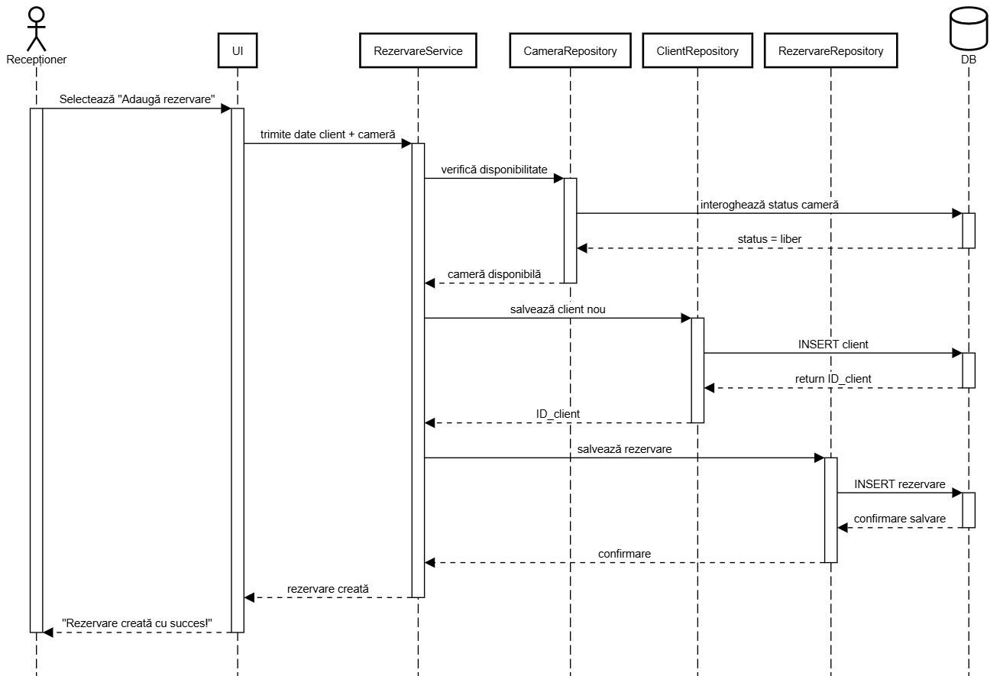 Recepționer
UI
RezervareService
CameraRepository
ClientRepository
RezervareRepository
DB
Selectează "Adaugă rezervare"
trimite date client + cameră
verifică disponibilitate
interoghează status cameră
status = liber
cameră disponibilă
salvează client nou
INSERT client
return ID_client
ID_client
salvează rezervare
INSERT rezervare
confirmare salvare
confirmare
rezervare creată
"Rezervare creată cu succes!"